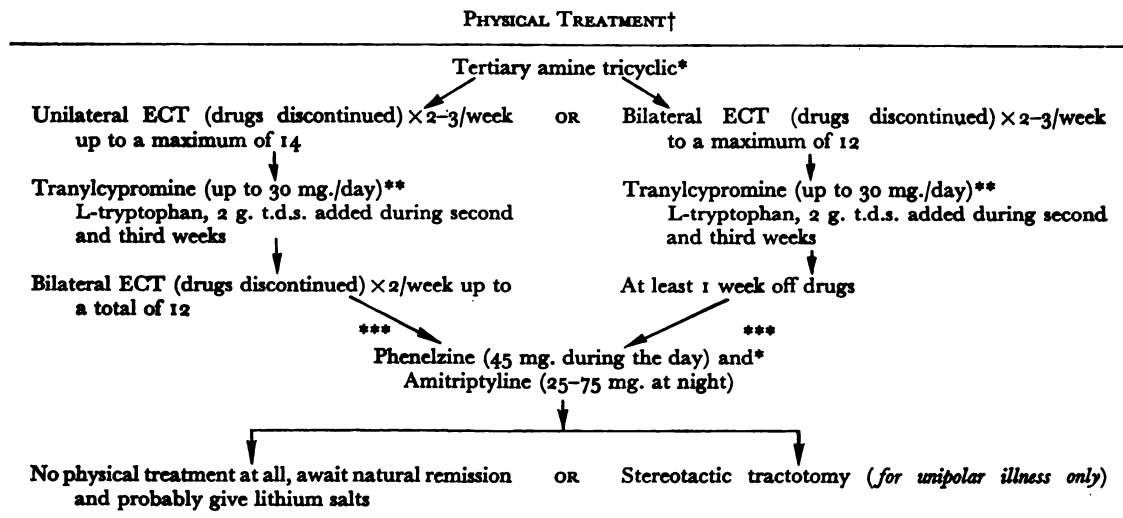 PHYSICAL TREATMENT†
Tertiary amine tricyclic*
Unilateral ECT (drugs discontinued) ×2–3/week OR Bilateral ECT (drugs discontinued)×2–3/week
up to a maximum of 14 to a maximum of 12
Tranylcypromine (up to 30 mg./day)** Tranylcypromine (up to 30 mg./day)**
L-tryptophan, 2 g. t.d.s. added during second L-tryptophan, 2 g. t.d.s. added during second
and third weeks and third weeks
Bilateral ECT (drugs discontinued) ×2/week up to At least 1 week off drugs
a total of 12
*** ***
Phenelzine (45 mg. during the day) and*
Amitriptyline (25–75 mg. at night)
No physical treatment at all, await natural remission OR Stereotactic tractotomy (for unipolar illness only)
and probably give lithium salts